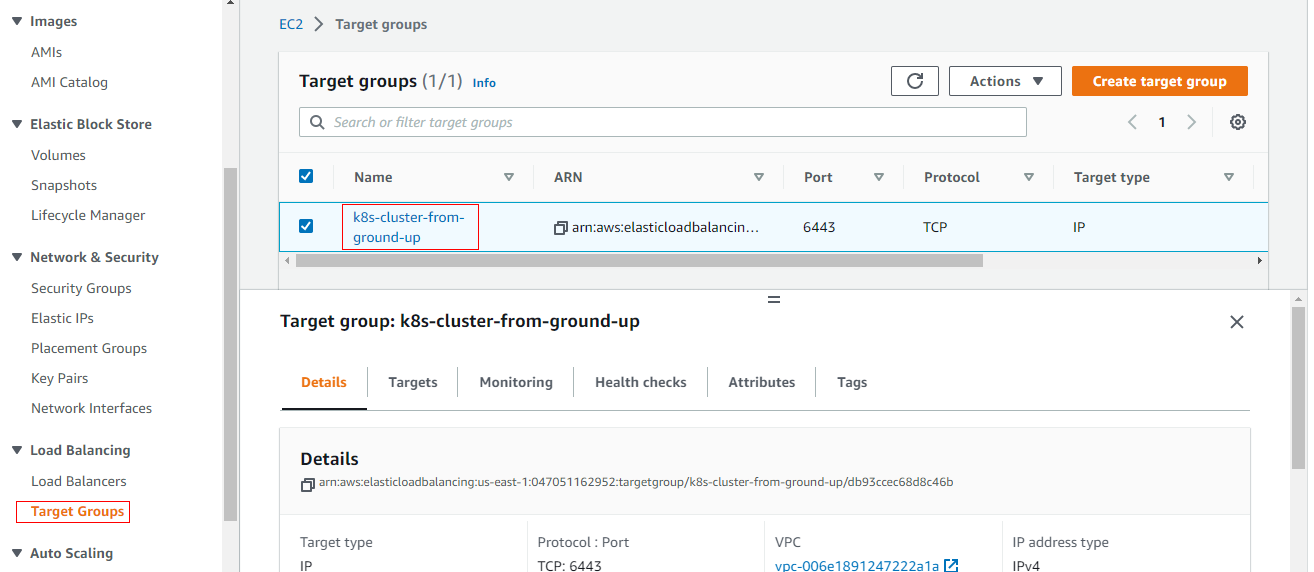 Images
AMIs
AMI Catalog
Elastic Block Store
Volumes
Snapshots
Lifecycle Manager
Network & Security
Security Groups
Elastic IPs
Placement Groups
Key Pairs
Network Interfaces
Load Balancing
Load Balancers
Target Groups
Auto Scaling
EC2 > Target groups
Target groups (1/1) Info
Actions
Create target group
Search or filter target groups
1
Name ARN Port Protocol Target type
k8s-cluster-from-
ground-up
arn:aws:elasticloadbalancin... 6443 TCP IP
Target group: k8s-cluster-from-ground-up
Details Targets Monitoring Health checks Attributes Tags
Details
arn:aws:elasticloadbalancing:us-east-1:047051162952:targetgroup/k8s-cluster-from-ground-up/db93ccec68d8c46b
Target type Protocol : Port VPC IP address type
IP TCP: 6443 vpc-006e1891247222a1a IPv4